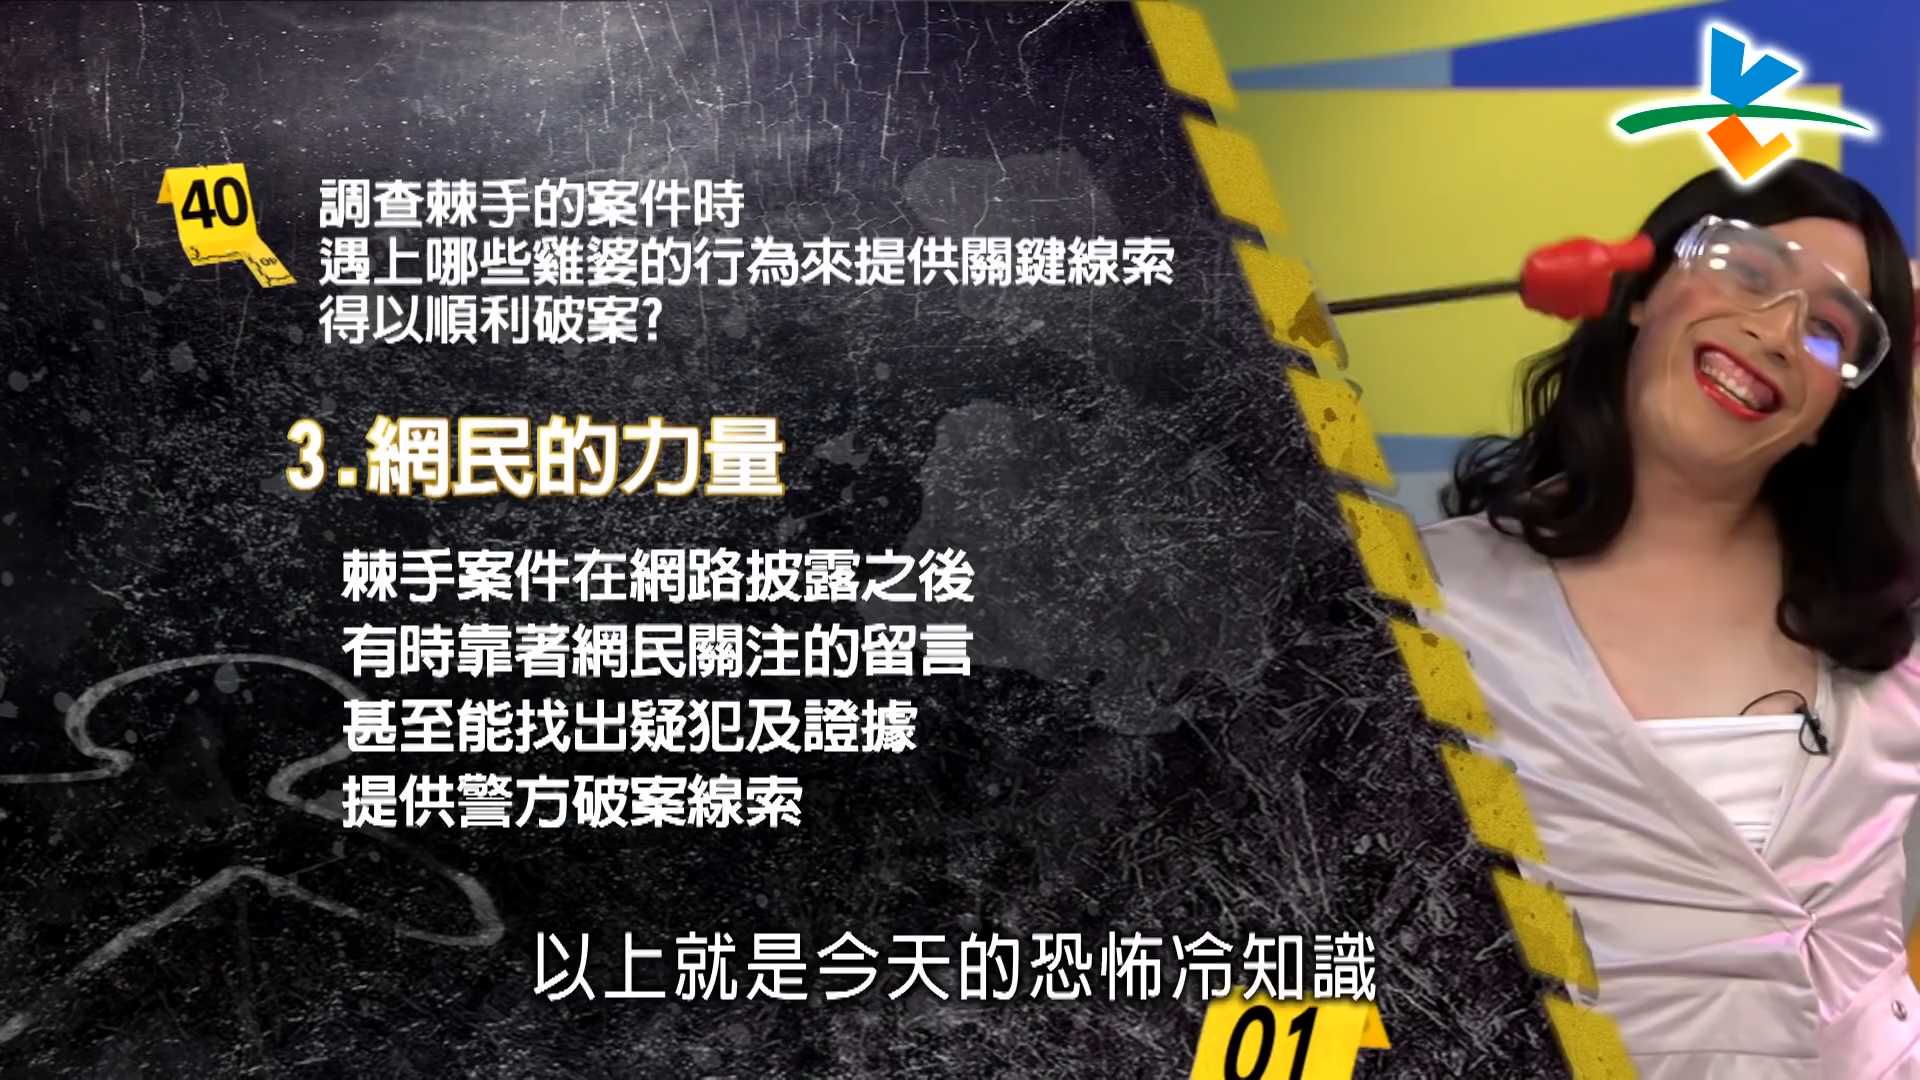 40
調查棘手的案件時
遇上哪些雞婆的行為來提供關鍵線索
得以順利破案?
3.網民的力量
棘手案件在網路披露之後
有時靠著網民關注的留言
甚至能找出疑犯及證據
提供警方破案線索
以上就是今天的恐怖冷知識
01